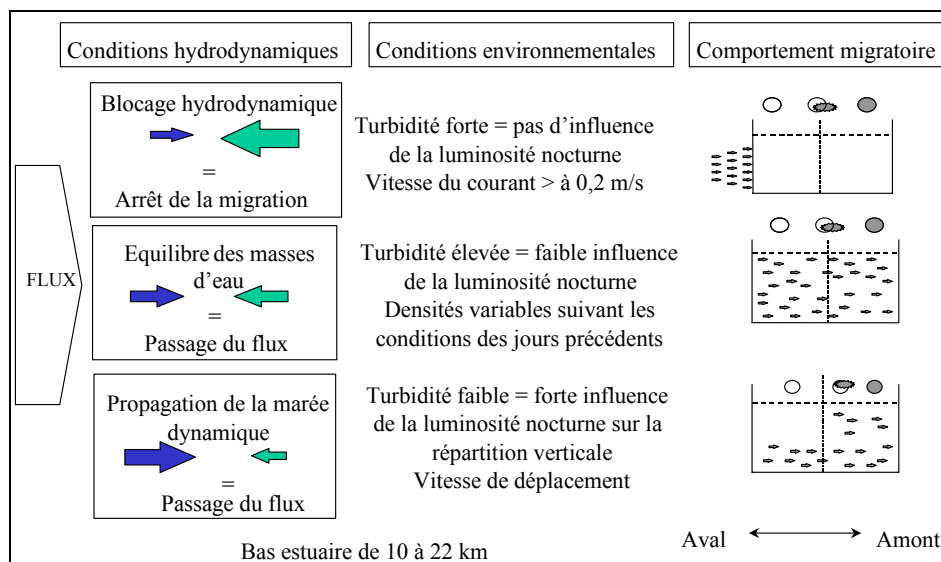 Conditions hydrodynamiques
Conditions environnementales
Comportement migratoire
FLUX
Blocage hydrodynamique
=
Arrêt de la migration
Turbidité forte = pas d'influence
de la luminosité nocturne
Vitesse du courant > à 0,2 m/s
Equilibre des masses
d'eau
=
Passage du flux
Turbidité élevée = faible influence
de la luminosité nocturne
Densités variables suivant les
conditions des jours précédents
Propagation de la marée
dynamique
=
Passage du flux
Turbidité faible = forte influence
de la luminosité nocturne sur la
répartition verticale
Vitesse de déplacement
Bas estuaire de 10 à 22 km
Aval
Amont